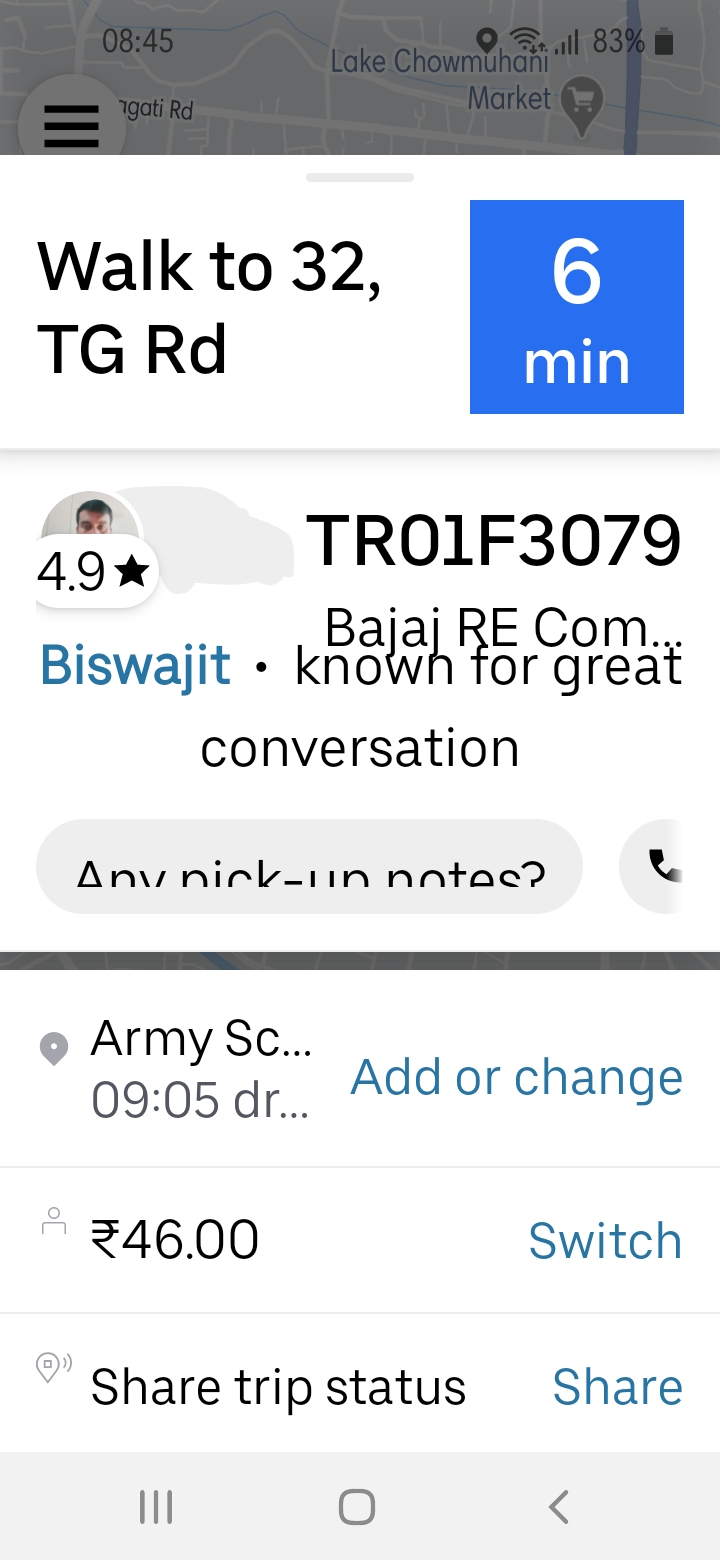 08:45
83%
Lake Chowmuhani
Market
agati Rd
Walk to 32,
TG Rd
6
min
4.9
TR01F3079
Bajaj RE Com...
Biswajit • known for great
conversation
Any pick-up notes?
Army Sc...
09:05 dr...
Add or change
₹46.00
Switch
Share trip status
Share